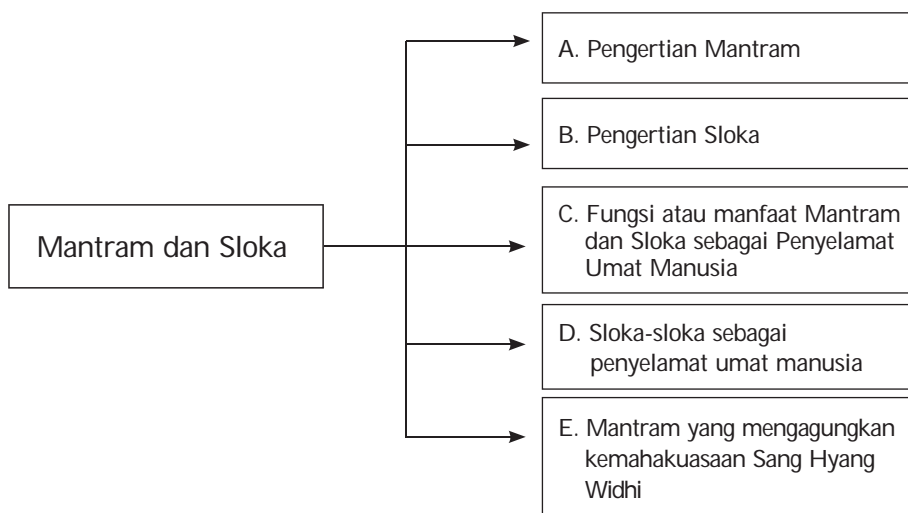 Mantram dan Sloka
A. Pengertian Mantram
B. Pengertian Sloka
C. Fungsi atau manfaat Mantram
dan Sloka sebagai Penyelamat
Umat Manusia
D. Sloka-sloka sebagai
penyelamat umat manusia
E. Mantram yang mengagungkan
kemahakuasaan Sang Hyang
Widhi